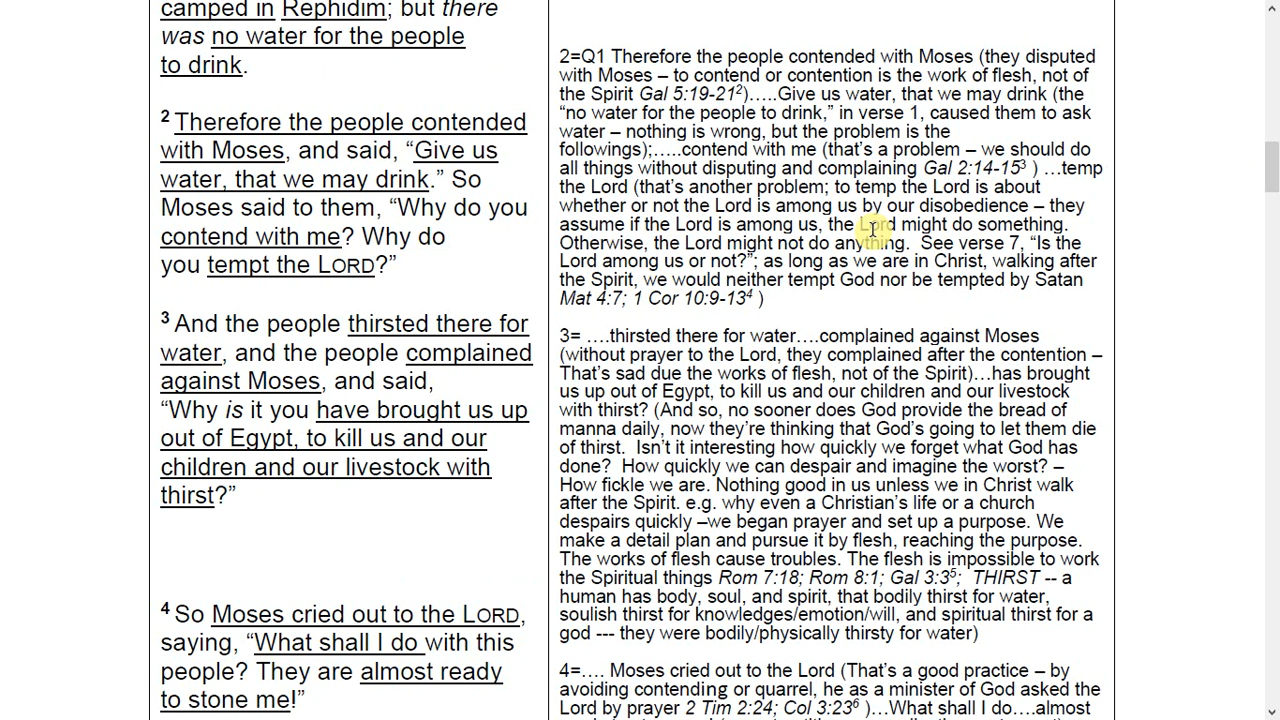 camped in Rephidim; but there
was no water for the people
to drink.
2 Therefore the people contended
with Moses, and said, “Give us
water, that we may drink.” So
Moses said to them, “Why do you
contend with me? Why do
you tempt the LORD?”
3 And the people thirsted there for
water, and the people complained
against Moses, and said,
“Why is it you have brought us up
out of Egypt, to kill us and our
children and our livestock with
thirst?”
4 So Moses cried out to the LORD,
saying, “What shall I do with this
people? They are almost ready
to stone me!”
2=Q1 Therefore the people contended with Moses (they disputed
with Moses – to contend or contention is the work of flesh, not of
the Spirit Gal 5:19-21²)…..Give us water, that we may drink (the
“no water for the people to drink,” in verse 1, caused them to ask
water – nothing is wrong, but the problem is the
followings);…..contend with me (that’s a problem – we should do
all things without disputing and complaining Gal 2:14-15³ ) …temp
the Lord (that’s another problem; to temp the Lord is about
whether or not the Lord is among us by our disobedience – they
assume if the Lord is among us, the Lord might do something.
Otherwise, the Lord might not do anything.  See verse 7, “Is the
Lord among us or not?”; as long as we are in Christ, walking after
the Spirit, we would neither tempt God nor be tempted by Satan
Mat 4:7; 1 Cor 10:9-13⁴ )
3= ….thirsted there for water….complained against Moses
(without prayer to the Lord, they complained after the contention –
That’s sad due the works of flesh, not of the Spirit)…has brought
us up out of Egypt, to kill us and our children and our livestock
with thirst? (And so, no sooner does God provide the bread of
manna daily, now they’re thinking that God’s going to let them die
of thirst.  Isn’t it interesting how quickly we forget what God has
done?  How quickly we can despair and imagine the worst? –
How fickle we are. Nothing good in us unless we in Christ walk
after the Spirit. e.g. why even a Christian’s life or a church
despairs quickly –we began prayer and set up a purpose. We
make a detail plan and pursue it by flesh, reaching the purpose.
The works of flesh cause troubles. The flesh is impossible to work
the Spiritual things Rom 7:18; Rom 8:1; Gal 3:3⁵;  THIRST -- a
human has body, soul, and spirit, that bodily thirst for water,
soulish thirst for knowledges/emotion/will, and spiritual thirst for a
god --- they were bodily/physically thirsty for water)
4=…. Moses cried out to the Lord (That’s a good practice – by
avoiding contending or quarrel, he as a minister of God asked the
Lord by prayer 2 Tim 2:24; Col 3:23⁶ )…What shall I do….almost